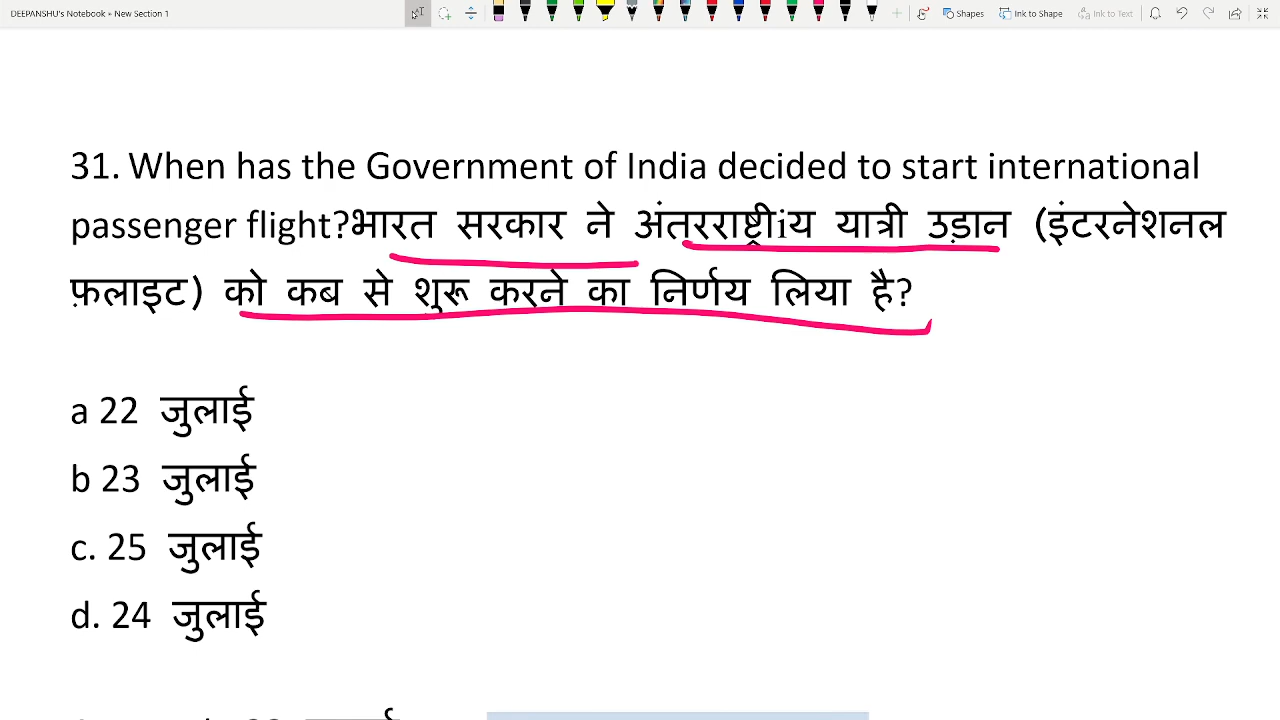 DEEPANSHU's Notebook ▸ New Section 1
Shapes
Ink to Shape
Ink to Text
31. When has the Government of India decided to start international
passenger flight?भारत सरकार ने अंतरराष्ट्रीiय यात्री उड़ान (इंटरनेशनल
फ़लाइट) को कब से शुरू करने का निर्णय लिया है?
a 22 जुलाई
b 23 जुलाई
c. 25 जुलाई
d. 24 जुलाई